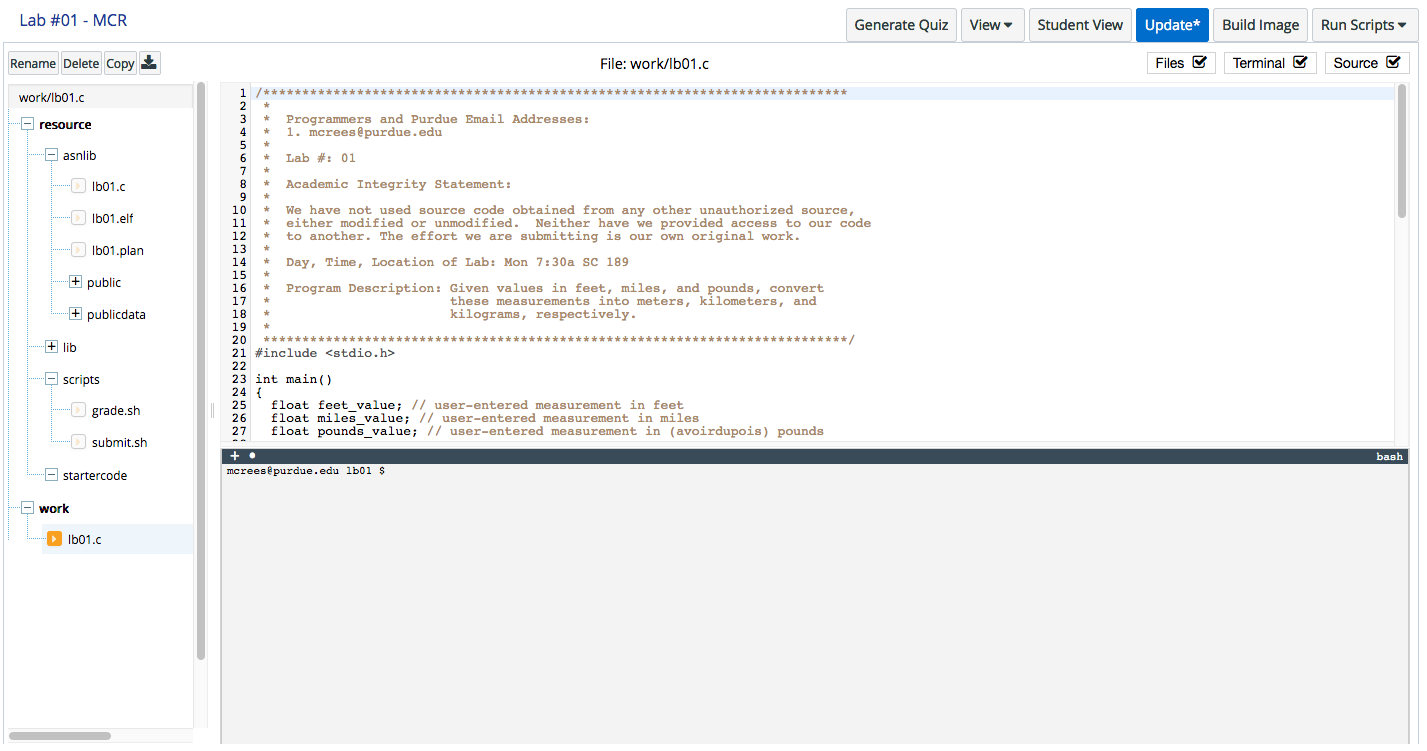 Lab #01 - MCR
Generate Quiz View Student View Update* Build Image Run Scripts
Rename Delete Copy
File: work/lb01.c
Files Terminal Source
work/lb01.c
resource
asnlib
lb01.c
lb01.elf
lb01.plan
public
publicdata
lib
scripts
grade.sh
submit.sh
startercode
work
lb01.c
1 /***************************************************************************
2 *
3 * Programmers and Purdue Email Addresses:
4 * 1. mcrees@purdue.edu
5 *
6 * Lab #: 01
7 *
8 * Academic Integrity Statement:
9 *
10 * We have not used source code obtained from any other unauthorized source,
11 * either modified or unmodified. Neither have we provided access to our code
12 * to another. The effort we are submitting is our own original work.
13 *
14 * Day, Time, Location of Lab: Mon 7:30a SC 189
15 *
16 * Program Description: Given values in feet, miles, and pounds, convert
17 * these measurements into meters, kilometers, and
18 * kilograms, respectively.
19 *
20 ***************************************************************************/
21 #include <stdio.h>
22
23 int main()
24 {
25 float feet_value; // user-entered measurement in feet
26 float miles_value; // user-entered measurement in miles
27 float pounds_value; // user-entered measurement in (avoirdupois) pounds
+ bash
mcrees@purdue.edu lb01 $